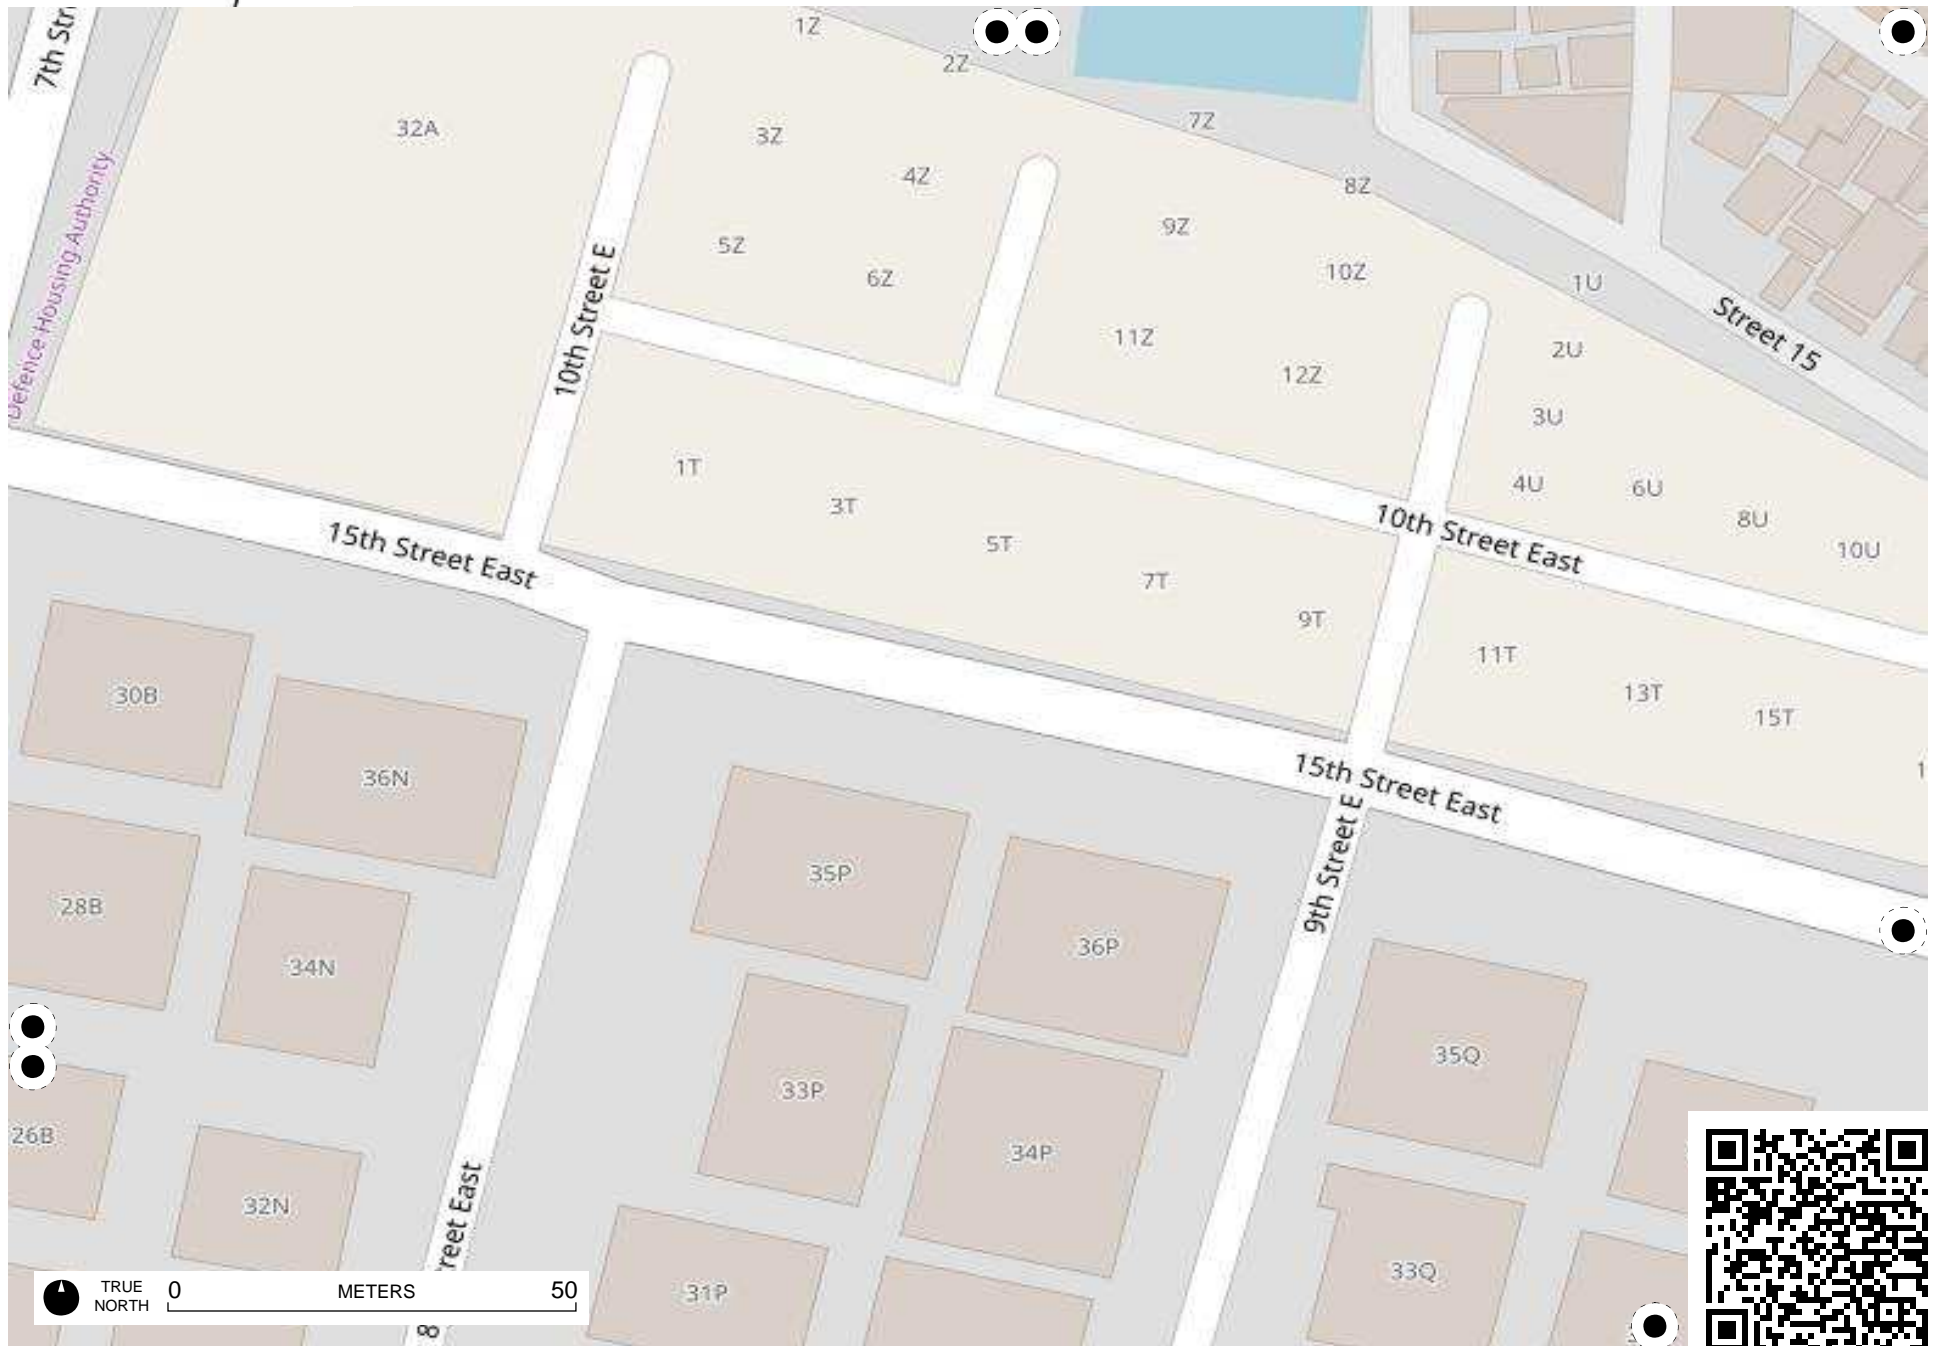 7th Str
1Z
2Z
7Z
32A
3Z
4Z
8Z
9Z
5Z
6Z
10Z
1U
Defence Housing Authority
10th Street E
11Z
12Z
2U
Street 15
3U
1T
3T
4U
6U
8U
10U
15th Street East
5T
10th Street East
7T
9T
11T
13T
15T
30B
36N
15th Street East
35P
9th Street E
28B
34N
36P
35Q
33P
26B
34P
32N
8
reet East
31P
33Q
TRUE
NORTH
0 METERS 50